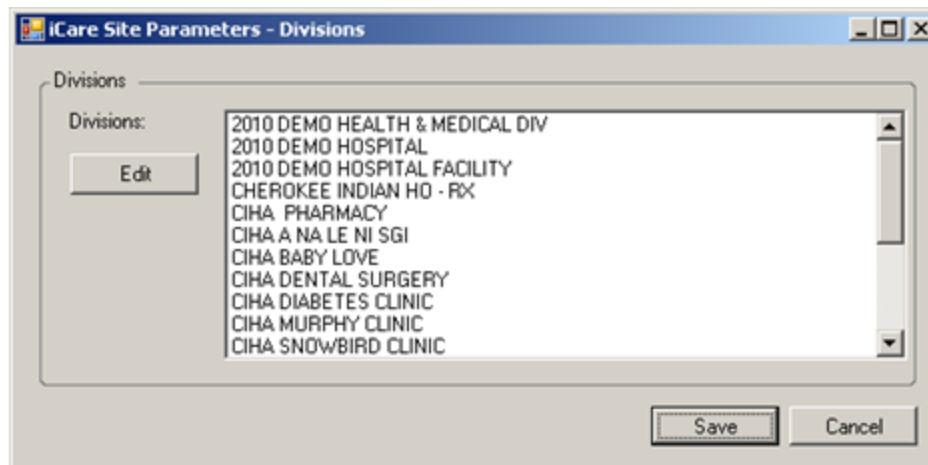 iCare Site Parameters - Divisions
Divisions
Divisions:
Edit
2010 DEMO HEALTH & MEDICAL DIV
2010 DEMO HOSPITAL
2010 DEMO HOSPITAL FACILITY
CHEROKEE INDIAN HO - RX
CIHA  PHARMACY
CIHA A NA LE NI SGI
CIHA BABY LOVE
CIHA DENTAL SURGERY
CIHA DIABETES CLINIC
CIHA MURPHY CLINIC
CIHA SNOWBIRD CLINIC
Save
Cancel